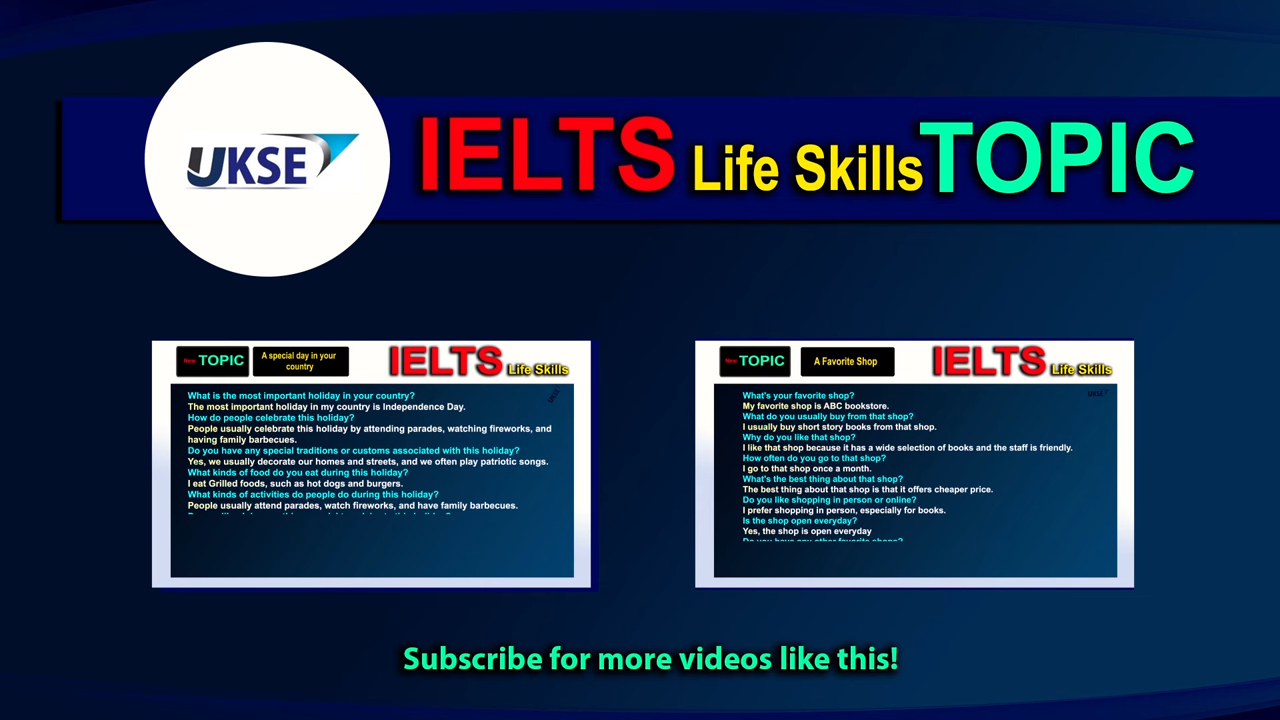 UKSE
IELTS Life Skills TOPIC
New TOPIC
A special day in your
country
IELTS Life Skills
UKSE
What is the most important holiday in your country?
The most important holiday in my country is Independence Day.
How do people celebrate this holiday?
People usually celebrate this holiday by attending parades, watching fireworks, and
having family barbecues.
Do you have any special traditions or customs associated with this holiday?
Yes, we usually decorate our homes and streets, and we often play patriotic songs.
What kinds of food do you eat during this holiday?
I eat Grilled foods, such as hot dogs and burgers.
What kinds of activities do people do during this holiday?
People usually attend parades, watch fireworks, and have family barbecues.
New TOPIC
A Favorite Shop
IELTS Life Skills
UKSE
What's your favorite shop?
My favorite shop is ABC bookstore.
What do you usually buy from that shop?
I usually buy short story books from that shop.
Why do you like that shop?
I like that shop because it has a wide selection of books and the staff is friendly.
How often do you go to that shop?
I go to that shop once a month.
What's the best thing about that shop?
The best thing about that shop is that it offers cheaper price.
Do you like shopping in person or online?
I prefer shopping in person, especially for books.
Is the shop open everyday?
Yes, the shop is open everyday
Do you have any other favorite shops?
Subscribe for more videos like this!